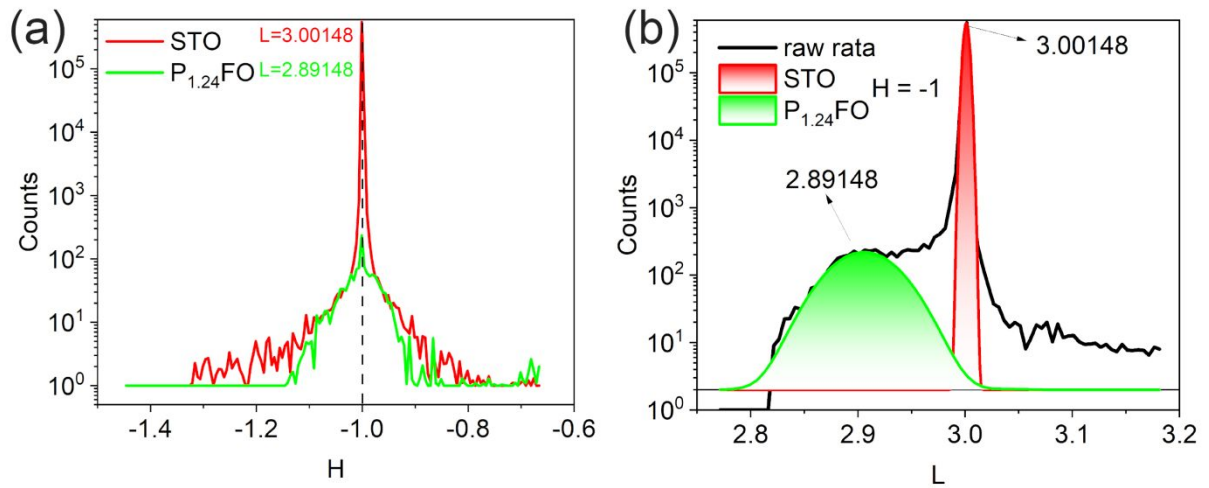 (a)
STO
L=3.00148
P1.24FO
L=2.89148
Counts
10^5
10^4
10^3
10^2
10^1
10^0
-1.4
-1.2
-1.0
-0.8
-0.6
H
(b)
raw rata
STO
P1.24FO
H = -1
3.00148
2.89148
Counts
10^5
10^4
10^3
10^2
10^1
10^0
2.8
2.9
3.0
3.1
3.2
L